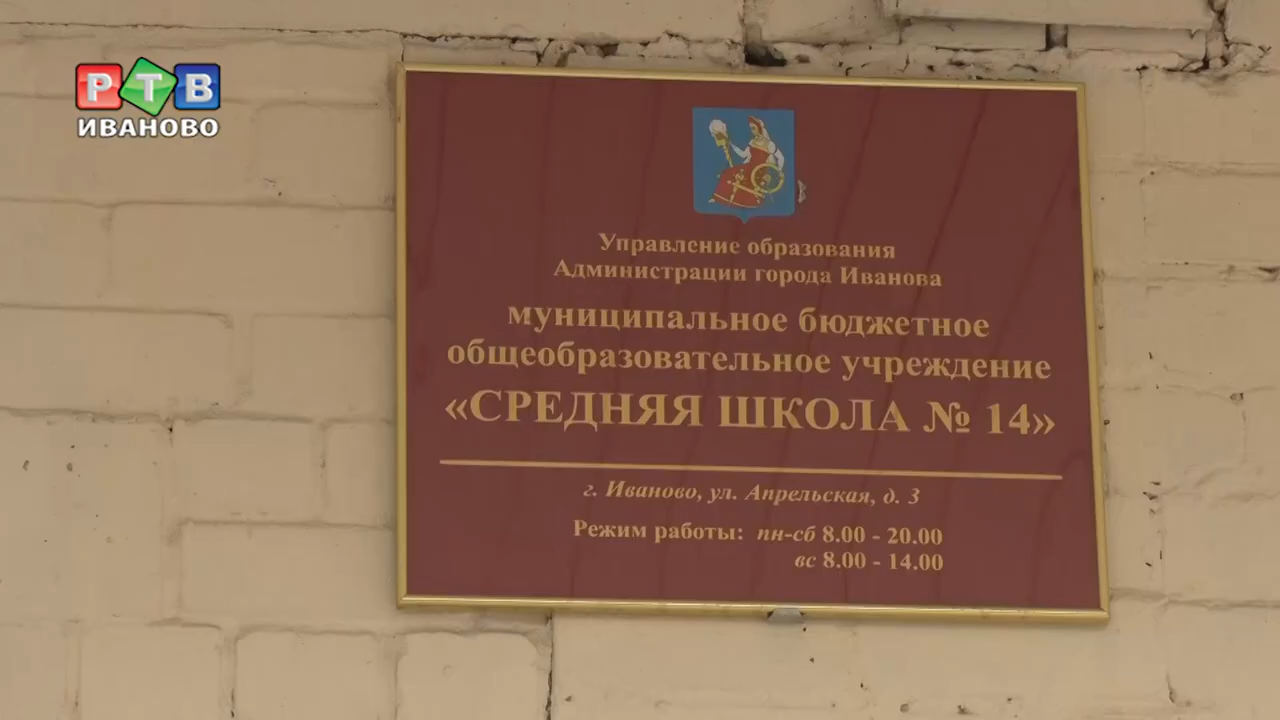 РТВ
ИВАНОВО
Управление образования
Администрации города Иванова
муниципальное бюджетное
общеобразовательное учреждение
«СРЕДНЯЯ ШКОЛА № 14»
г. Иваново, ул. Апрельская, д. 3
Режим работы: пн-сб 8.00 - 20.00
вс 8.00 - 14.00